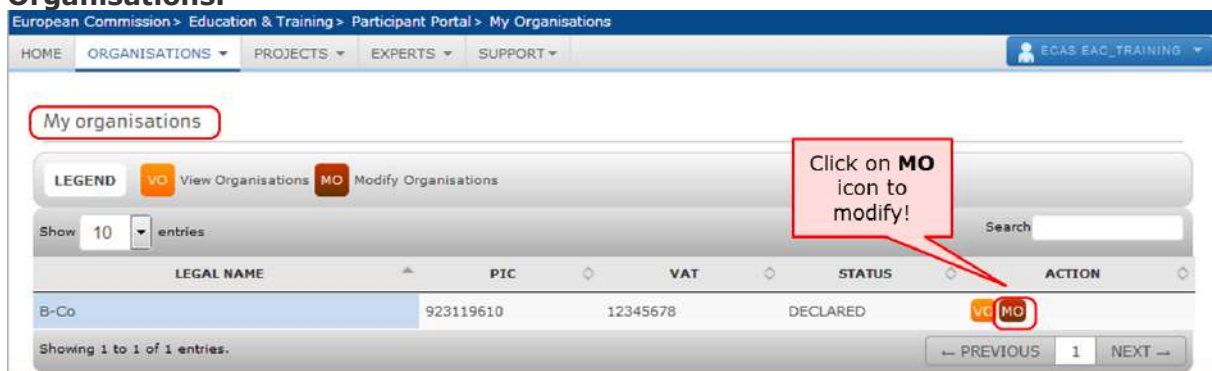 Organisations.
European Commission > Education & Training > Participant Portal > My Organisations
HOME ORGANISATIONS PROJECTS EXPERTS SUPPORT ECAS EAC_TRAINING
My organisations
LEGEND VO View Organisations MO Modify Organisations
Click on MO
icon to
modify!
Show 10 entries Search
LEGAL NAME PIC VAT STATUS ACTION
B-Co 923119610 12345678 DECLARED VO MO
Showing 1 to 1 of 1 entries. ← PREVIOUS 1 NEXT →